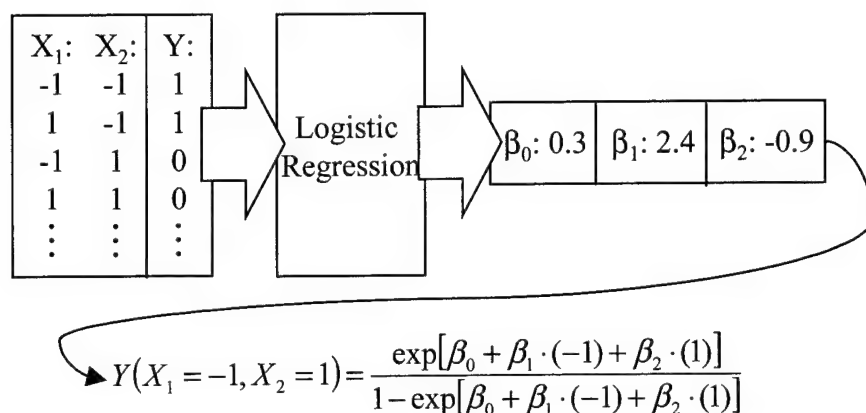 X₁: X₂: Y:
-1 -1 1
1 -1 1
-1 1 0
1 1 0
⋮ ⋮ ⋮
Logistic
Regression
β₀: 0.3 β₁: 2.4 β₂: -0.9
Y(X₁ = -1, X₂ = 1) = exp[β₀ + β₁ · (-1) + β₂ · (1)] / 1 - exp[β₀ + β₁ · (-1) + β₂ · (1)]